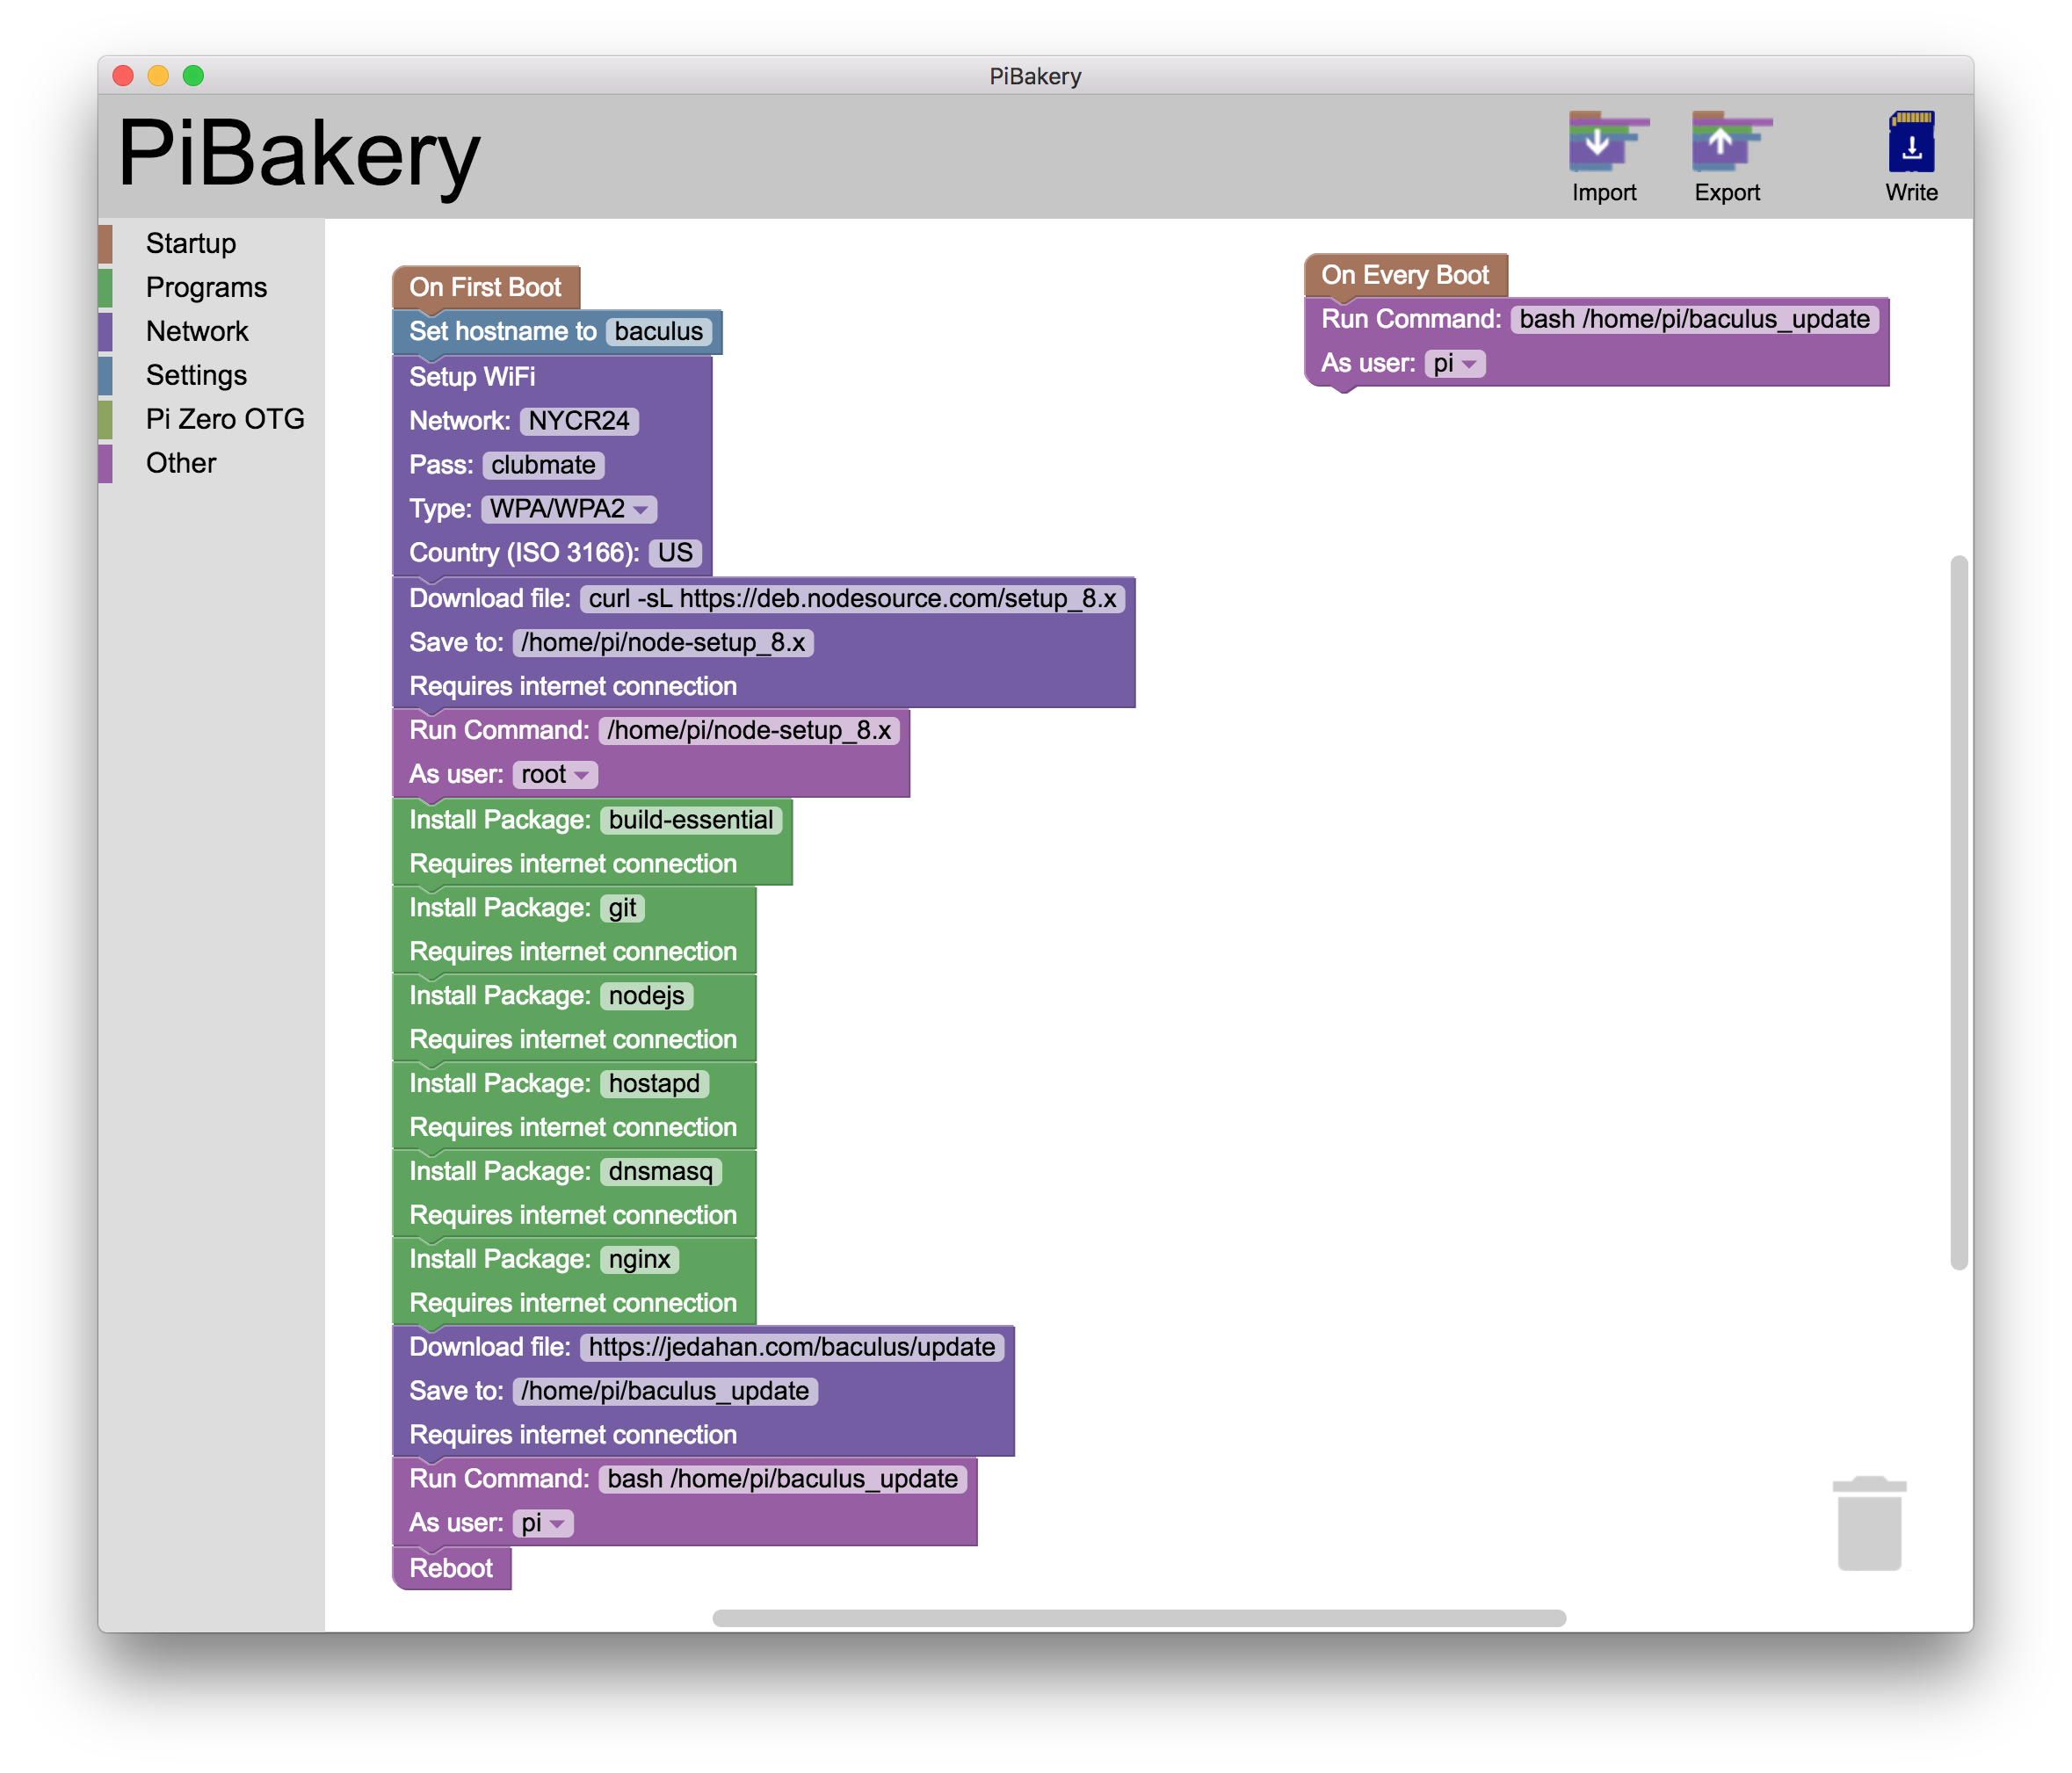 PiBakery
PiBakery
Import
Export
Write
Startup
Programs
Network
Settings
Pi Zero OTG
Other
On First Boot
Set hostname to baculus
Setup WiFi
Network: NYCR24
Pass: clubmate
Type: WPA/WPA2
Country (ISO 3166): US
Download file: curl -sL https://deb.nodesource.com/setup_8.x
Save to: /home/pi/node-setup_8.x
Requires internet connection
Run Command: /home/pi/node-setup_8.x
As user: root
Install Package: build-essential
Requires internet connection
Install Package: git
Requires internet connection
Install Package: nodejs
Requires internet connection
Install Package: hostapd
Requires internet connection
Install Package: dnsmasq
Requires internet connection
Install Package: nginx
Requires internet connection
Download file: https://jedahan.com/baculus/update
Save to: /home/pi/baculus_update
Requires internet connection
Run Command: bash /home/pi/baculus_update
As user: pi
Reboot
On Every Boot
Run Command: bash /home/pi/baculus_update
As user: pi